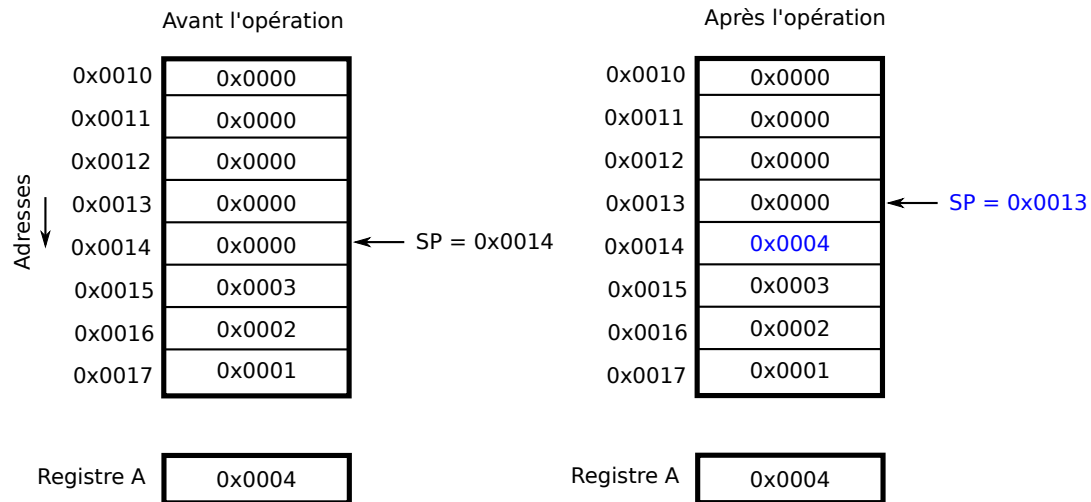 Avant l'opération
0x0010 0x0000
0x0011 0x0000
0x0012 0x0000
0x0013 0x0000
0x0014 0x0000
0x0015 0x0003
0x0016 0x0002
0x0017 0x0001
Adresses
SP = 0x0014
Registre A 0x0004
Après l'opération
0x0010 0x0000
0x0011 0x0000
0x0012 0x0000
0x0013 0x0000
0x0014 0x0004
0x0015 0x0003
0x0016 0x0002
0x0017 0x0001
SP = 0x0013
Registre A 0x0004